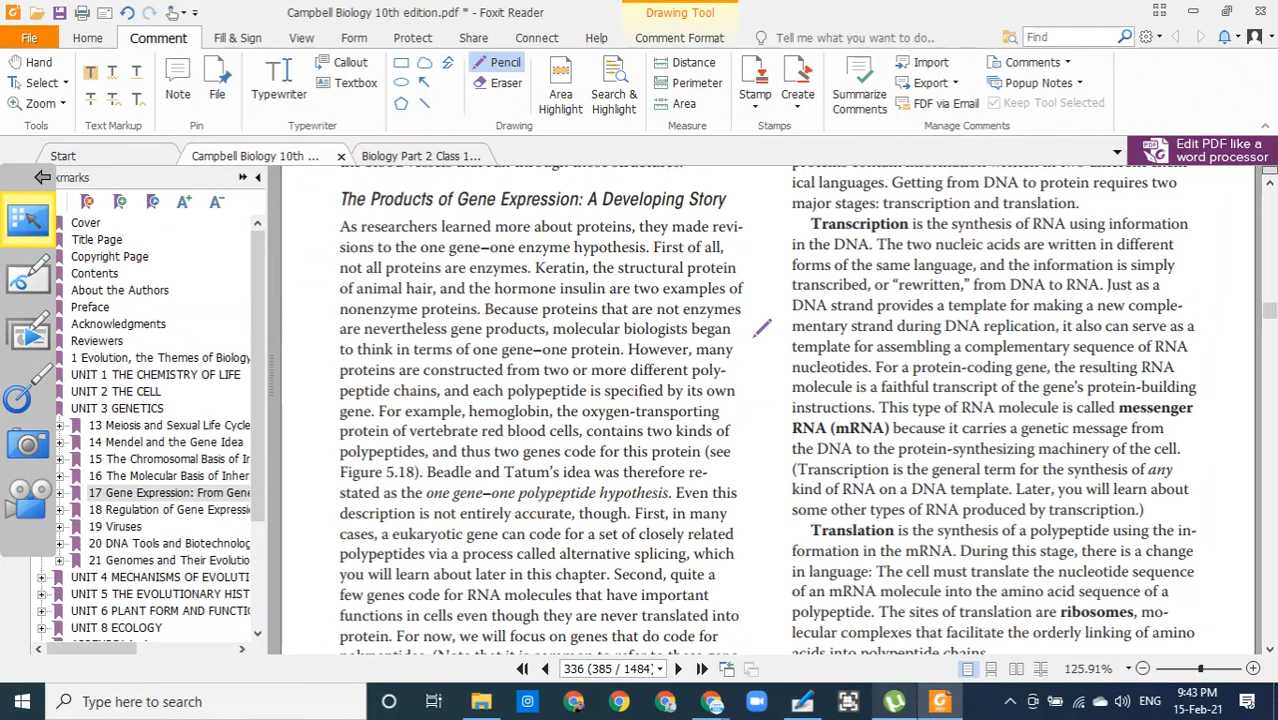 Campbell Biology 10th edition.pdf * - Foxit Reader
Drawing Tool
File
Home
Comment
Fill & Sign
View
Form
Protect
Share
Connect
Help
Comment Format
Tell me what you want to do..
Find
Hand
Select
Zoom
Tools
Text Markup
Note
File
Pin
Typewriter
Callout
Textbox
Typewriter
Pencil
Eraser
Area
Highlight
Search &
Highlight
Drawing
Distance
Perimeter
Area
Measure
Stamp
Create
Stamps
Summarize
Comments
Import
Export
FDF via Email
Comments
Popup Notes
Keep Tool Selected
Manage Comments
Start
Campbell Biology 10th ...
Biology Part 2 Class 1...
Edit PDF like a
word processor
kmarks
Cover
Title Page
Copyright Page
Contents
About the Authors
Preface
Acknowledgments
Reviewers
1 Evolution, the Themes of Biology
UNIT 1 THE CHEMISTRY OF LIFE
UNIT 2 THE CELL
UNIT 3 GENETICS
13 Meiosis and Sexual Life Cycle
14 Mendel and the Gene Idea
15 The Chromosomal Basis of
16 The Molecular Basis of Inher
17 Gene Expression: From Gene
18 Regulation of Gene Expressi
19 Viruses
20 DNA Tools and Biotechnolog
21 Genomes and Their Evolutio
UNIT 4 MECHANISMS OF EVOLUTI
UNIT 5 THE EVOLUTIONARY HIST
UNIT 6 PLANT FORM AND FUNCTI
UNIT 8 ECOLOGY
The Products of Gene Expression: A Developing Story
As researchers learned more about proteins, they made revi-
sions to the one gene–one enzyme hypothesis. First of all,
not all proteins are enzymes. Keratin, the structural protein
of animal hair, and the hormone insulin are two examples of
nonenzyme proteins. Because proteins that are not enzymes
are nevertheless gene products, molecular biologists began
to think in terms of one gene–one protein. However, many
proteins are constructed from two or more different poly-
peptide chains, and each polypeptide is specified by its own
gene. For example, hemoglobin, the oxygen-transporting
protein of vertebrate red blood cells, contains two kinds of
polypeptides, and thus two genes code for this protein (see
Figure 5.18). Beadle and Tatum’s idea was therefore re-
stated as the one gene–one polypeptide hypothesis. Even this
description is not entirely accurate, though. First, in many
cases, a eukaryotic gene can code for a set of closely related
polypeptides via a process called alternative splicing, which
you will learn about later in this chapter. Second, quite a
few genes code for RNA molecules that have important
functions in cells even though they are never translated into
protein. For now, we will focus on genes that do code for
ical languages. Getting from DNA to protein requires two
major stages: transcription and translation.
Transcription is the synthesis of RNA using information
in the DNA. The two nucleic acids are written in different
forms of the same language, and the information is simply
transcribed, or “rewritten,” from DNA to RNA. Just as a
DNA strand provides a template for making a new comple-
mentary strand during DNA replication, it also can serve as a
template for assembling a complementary sequence of RNA
nucleotides. For a protein-coding gene, the resulting RNA
molecule is a faithful transcript of the gene’s protein-building
instructions. This type of RNA molecule is called messenger
RNA (mRNA) because it carries a genetic message from
the DNA to the protein-synthesizing machinery of the cell.
(Transcription is the general term for the synthesis of any
kind of RNA on a DNA template. Later, you will learn about
some other types of RNA produced by transcription.)
Translation is the synthesis of a polypeptide using the in-
formation in the mRNA. During this stage, there is a change
in language: The cell must translate the nucleotide sequence
of an mRNA molecule into the amino acid sequence of a
polypeptide. The sites of translation are ribosomes, mo-
lecular complexes that facilitate the orderly linking of amino
acids into polypeptide chains.
336 (385 / 1484)
125.91%
Type here to search
ENG
9:43 PM
15-Feb-21